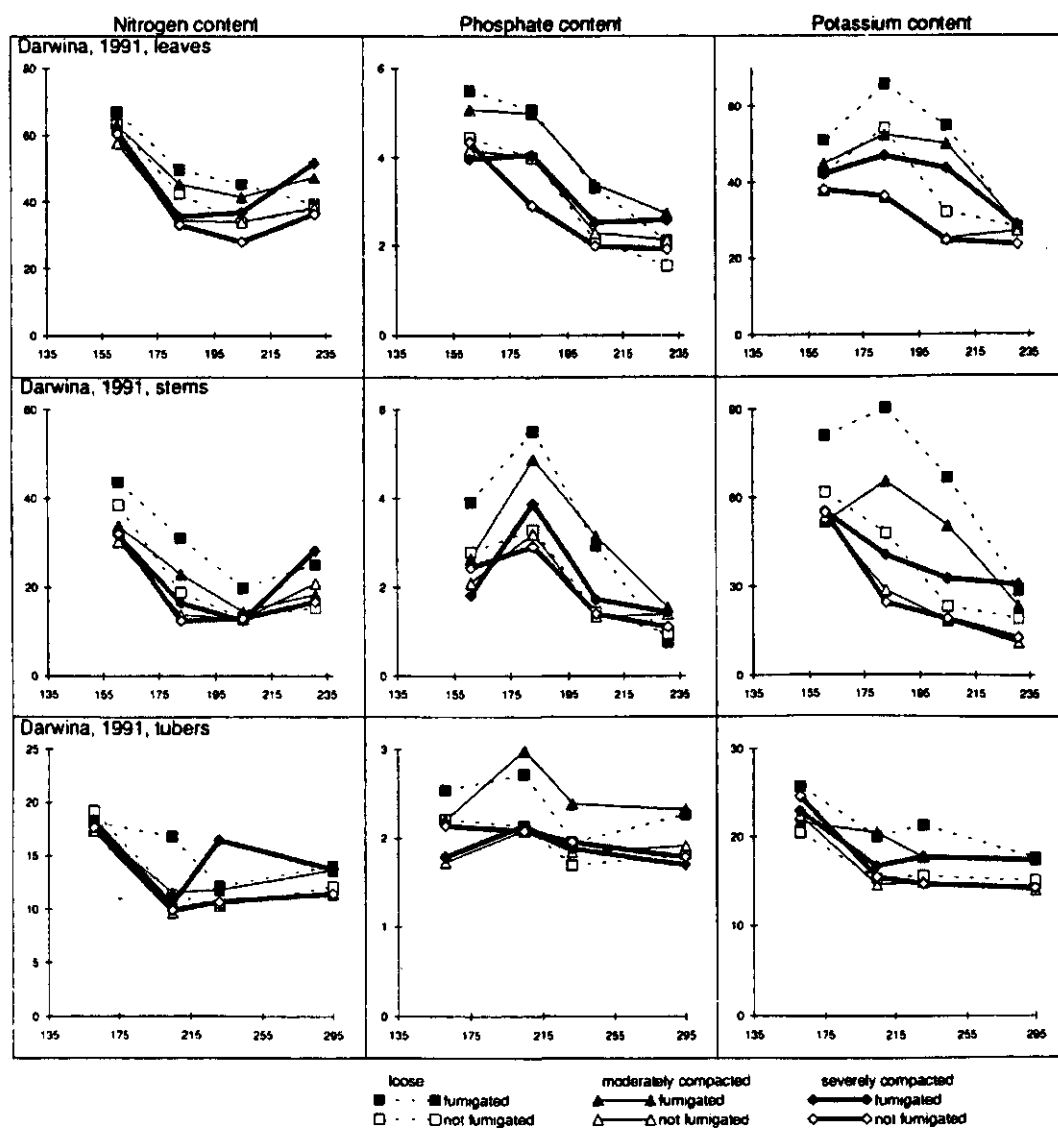 Nitrogen content Phosphate content Potassium content
Darwina, 1991, leaves
80 60 40 20 0
135 155 175 195 215 235
6 4 2 0
135 155 175 195 215 235
60 40 20 0
135 155 175 195 215 235
Darwina, 1991, stems
60 40 20 0
135 155 175 195 215 235
6 4 2 0
135 155 175 195 215 235
90 60 30 0
135 155 175 195 215 235
Darwina, 1991, tubers
25 20 15 10 5 0
135 175 215 255 295
3 2 1 0
135 175 215 255 295
30 20 10 0
135 175 215 255 295
loose moderately compacted severely compacted
fumigated fumigated fumigated
not fumigated not fumigated not fumigated